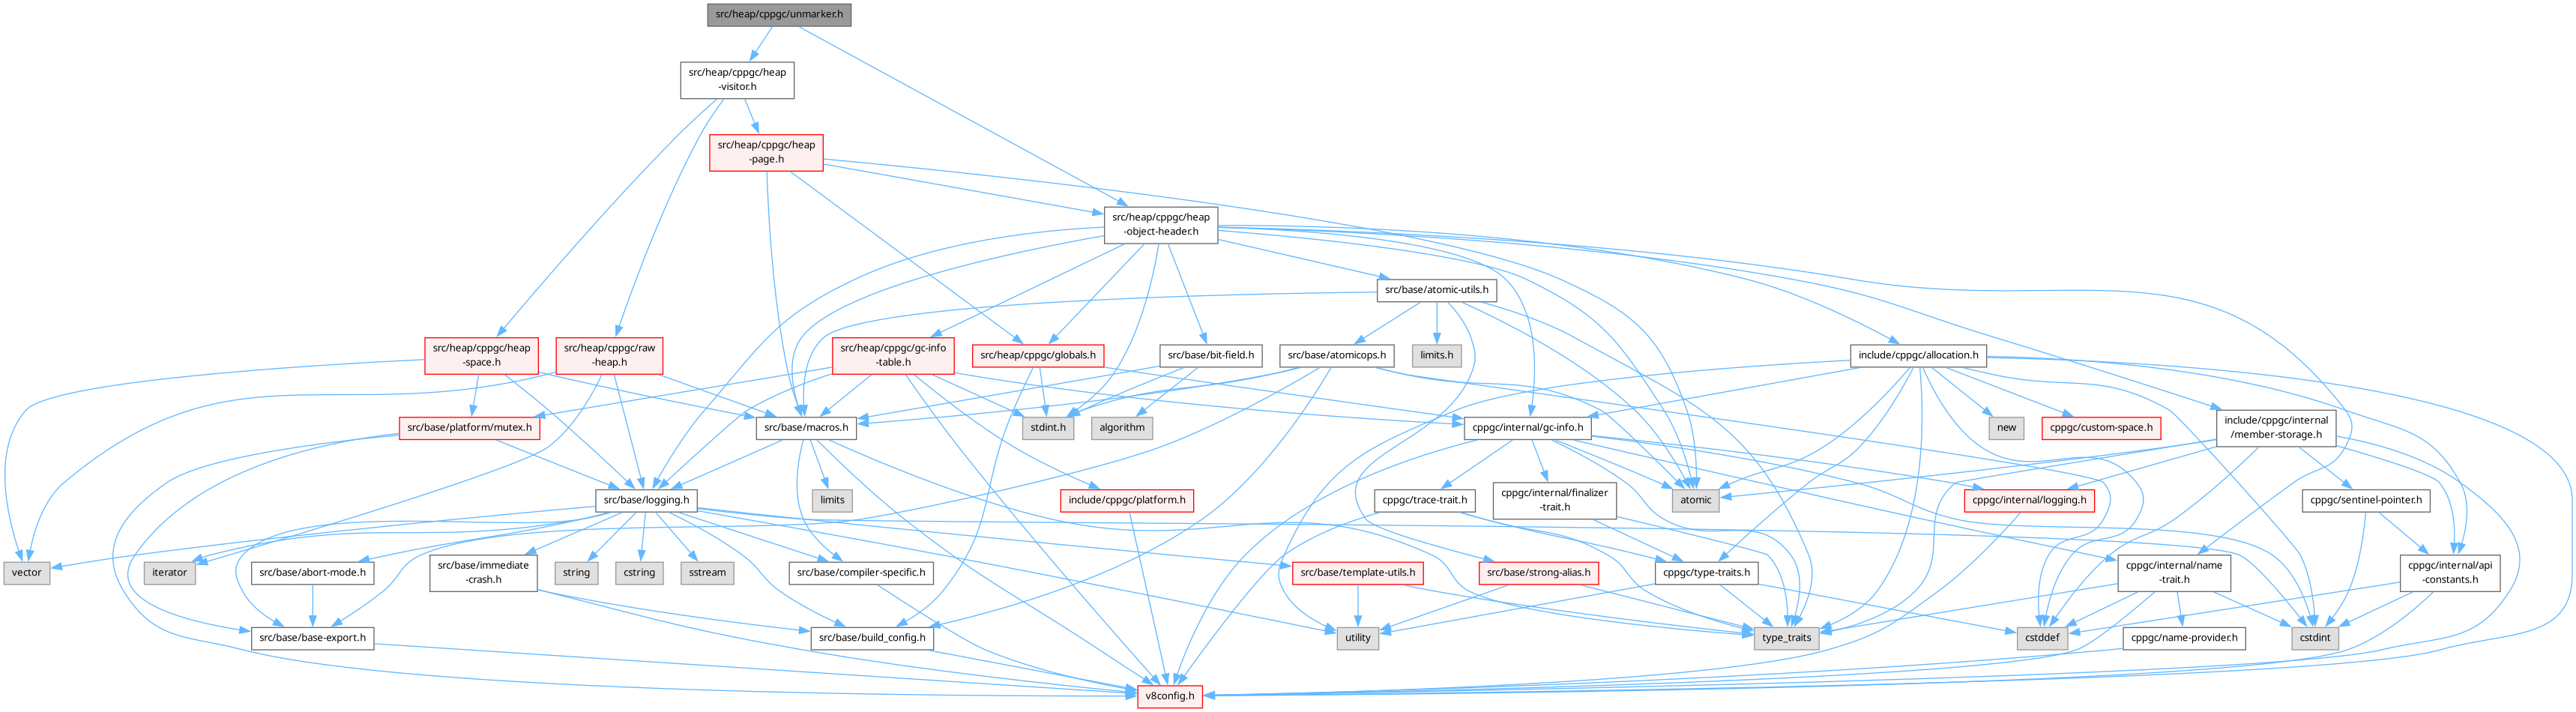 src/heap/cppgc/unmarker.h
src/heap/cppgc/heap
-visitor.h
src/heap/cppgc/heap
-page.h
src/heap/cppgc/heap
-object-header.h
src/base/atomic-utils.h
src/heap/cppgc/heap
-space.h
src/heap/cppgc/raw
-heap.h
src/heap/cppgc/gc-info
-table.h
src/heap/cppgc/globals.h
src/base/bit-field.h
src/base/atomicops.h
limits.h
include/cppgc/allocation.h
src/base/platform/mutex.h
src/base/macros.h
stdint.h
algorithm
cppgc/internal/gc-info.h
new
cppgc/custom-space.h
include/cppgc/internal
/member-storage.h
src/base/logging.h
limits
include/cppgc/platform.h
cppgc/trace-trait.h
cppgc/internal/finalizer
-trait.h
atomic
cppgc/internal/logging.h
cppgc/sentinel-pointer.h
vector
iterator
src/base/abort-mode.h
src/base/immediate
-crash.h
string
cstring
sstream
src/base/compiler-specific.h
src/base/template-utils.h
src/base/strong-alias.h
cppgc/type-traits.h
cppgc/internal/name
-trait.h
cppgc/internal/api
-constants.h
src/base/base-export.h
src/base/build_config.h
utility
type_traits
cstddef
cppgc/name-provider.h
cstdint
v8config.h